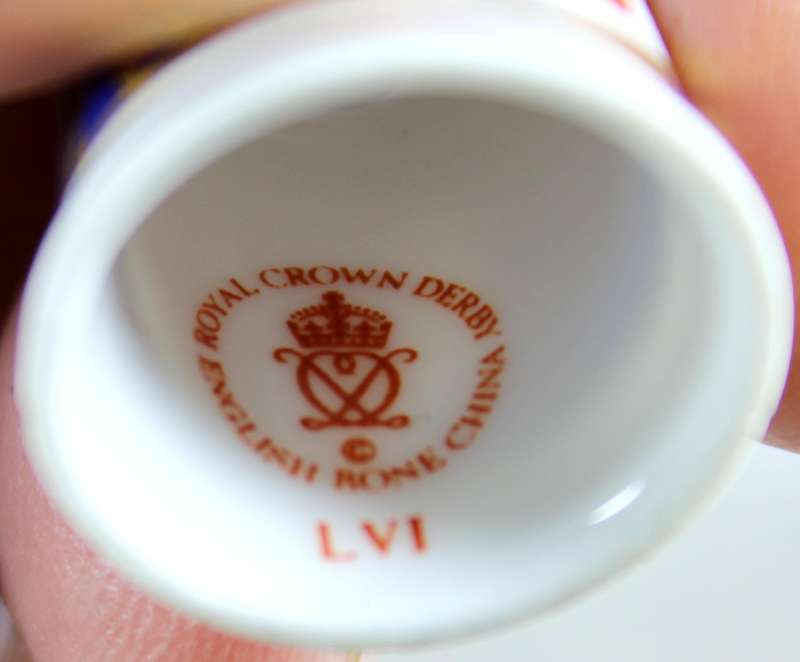 ROYAL CROWN DERBY
ENGLISH BONE CHINA
©
LVI